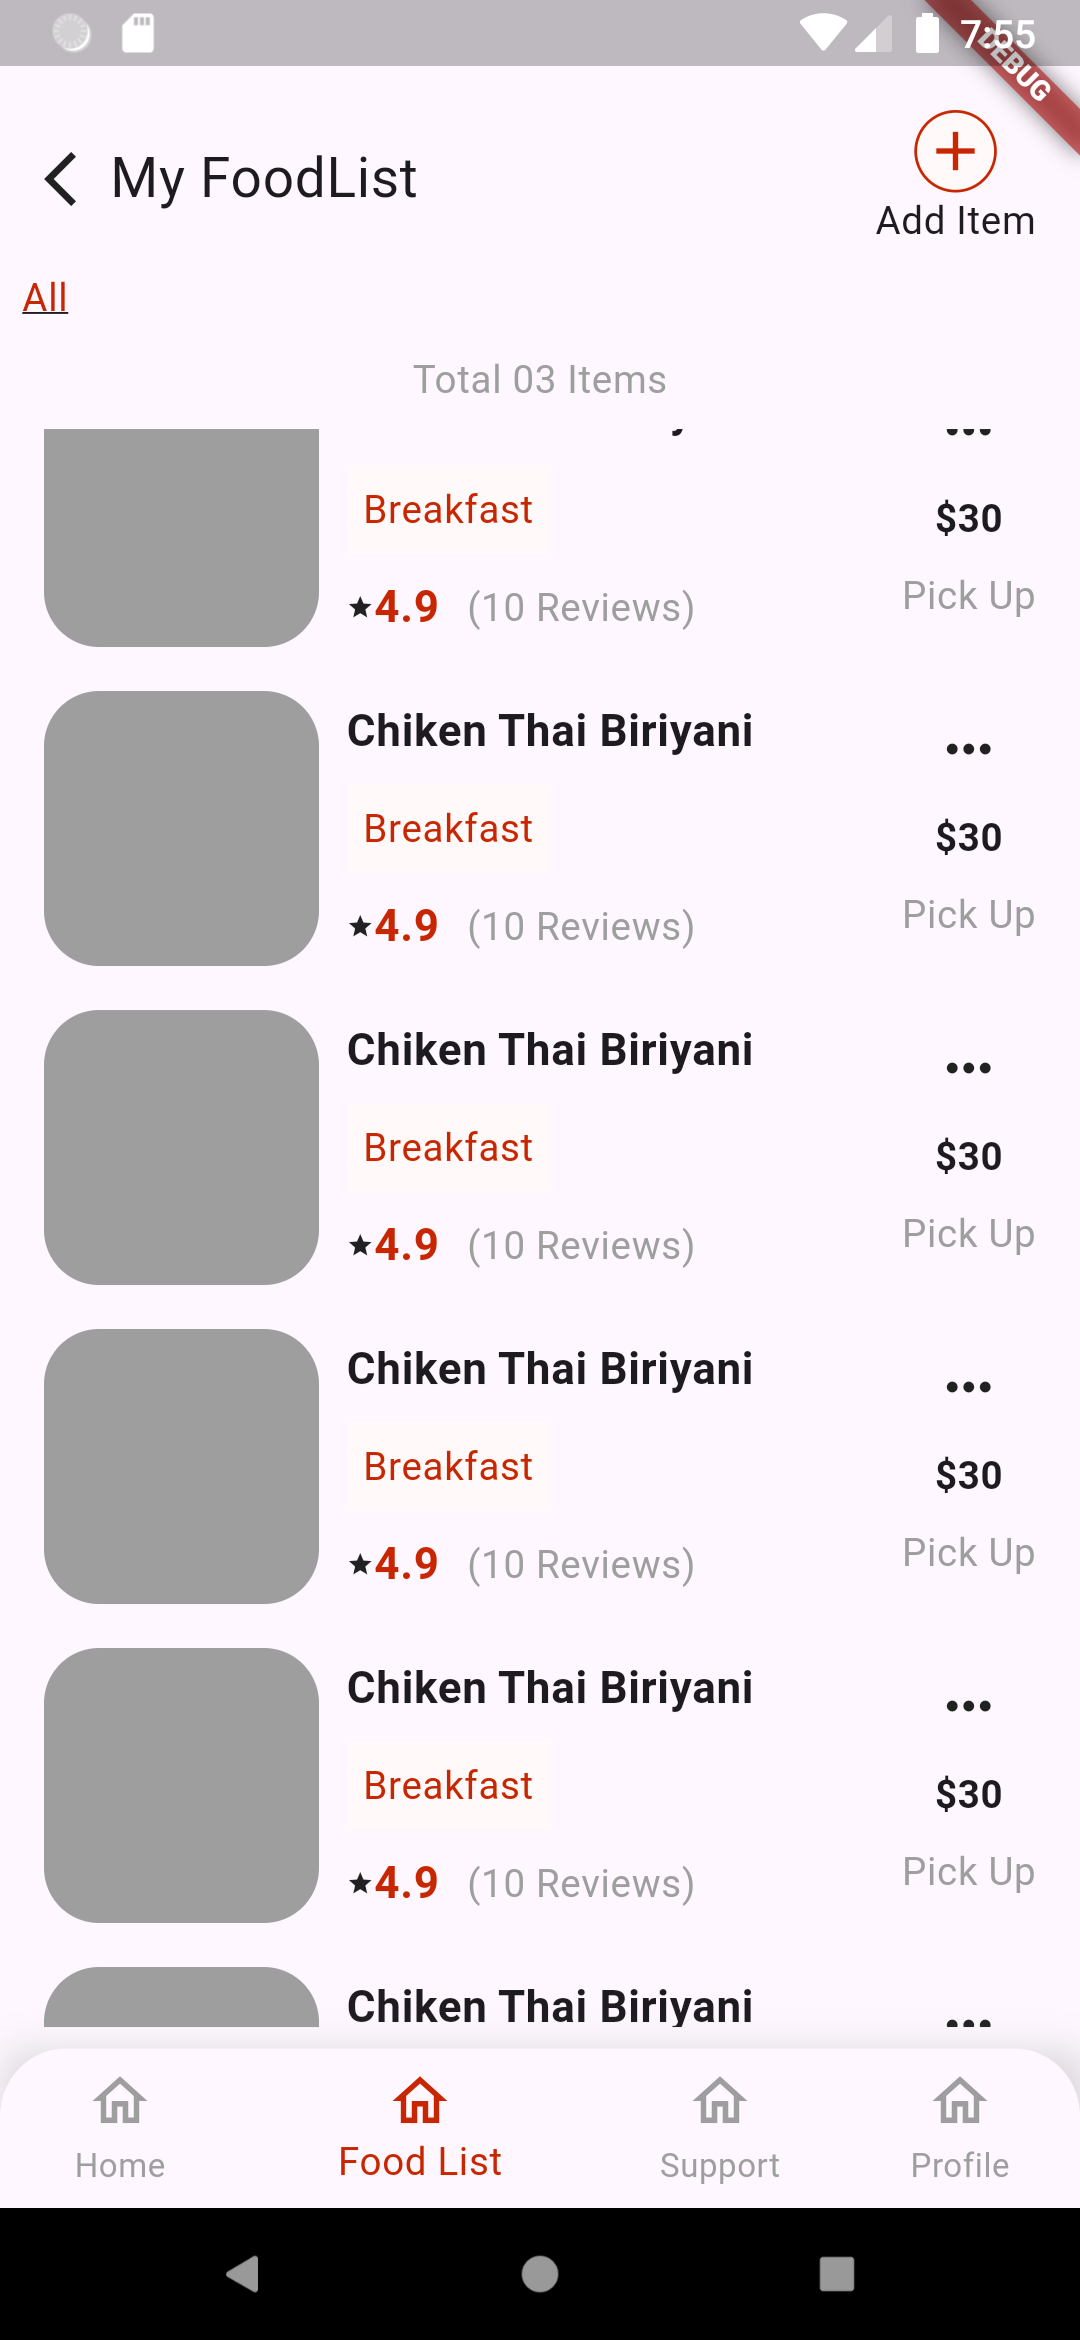 7:55
DEBUG
My FoodList
Add Item
All
Total 03 Items
Breakfast
$30
4.9 (10 Reviews)
Pick Up
Chiken Thai Biriyani
Breakfast
$30
4.9 (10 Reviews)
Pick Up
Chiken Thai Biriyani
Breakfast
$30
4.9 (10 Reviews)
Pick Up
Chiken Thai Biriyani
Breakfast
$30
4.9 (10 Reviews)
Pick Up
Chiken Thai Biriyani
Breakfast
$30
4.9 (10 Reviews)
Pick Up
Chiken Thai Biriyani
Home
Food List
Support
Profile